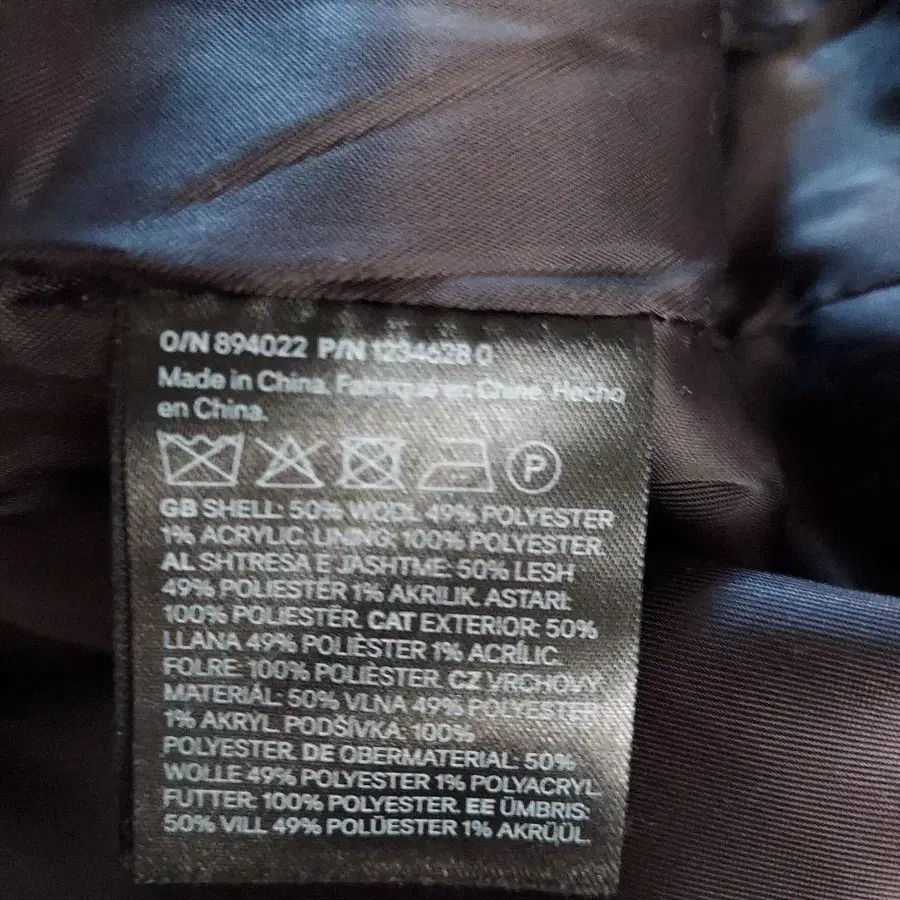 O/N 894022 P/N 1234628 0
Made in China. Fabriqué en Chine. Hecho
en China.
P
GB SHELL: 50% WOOL 49% POLYESTER
1% ACRYLIC. LINING: 100% POLYESTER.
AL SHTRESA E JASHTME: 50% LESH
49% POLIESTËR 1% AKRILIK. ASTARI:
100% POLIESTËR. CAT EXTERIOR: 50%
LLANA 49% POLIÈSTER 1% ACRÍLIC.
FOLRE: 100% POLIÈSTER. CZ VRCHOVÝ
MATERIÁL: 50% VLNA 49% POLYESTER
1% AKRYL. PODŠÍVKA: 100%
POLYESTER. DE OBERMATERIAL: 50%
WOLLE 49% POLYESTER 1% POLYACRYL.
FUTTER: 100% POLYESTER. EE ÜMBRIS:
50% VILL 49% POLÜESTER 1% AKRÜÜL.